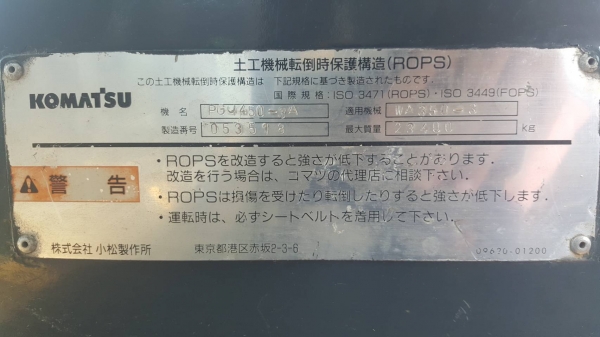 土工機械転倒時保護構造(ROPS)
この土工機械転倒時保護構造は 下記規格に基づき製造されたものです。
国際規格:ISO 3471(ROPS)・ISO 3449(FOPS)
KOMATSU
機名 適用機械
製造番号 最大質量 kg
・ROPSを改造すると強さが低下することがあります。
改造を行う場合は、コマツの代理店に相談下さい。
警告
・ROPSは損傷を受けたり転倒したりすると強さが低下します。
・運転時は、必ずシートベルトを着用して下さい。
株式会社 小松製作所 東京都港区赤坂2-3-6 09670-01200